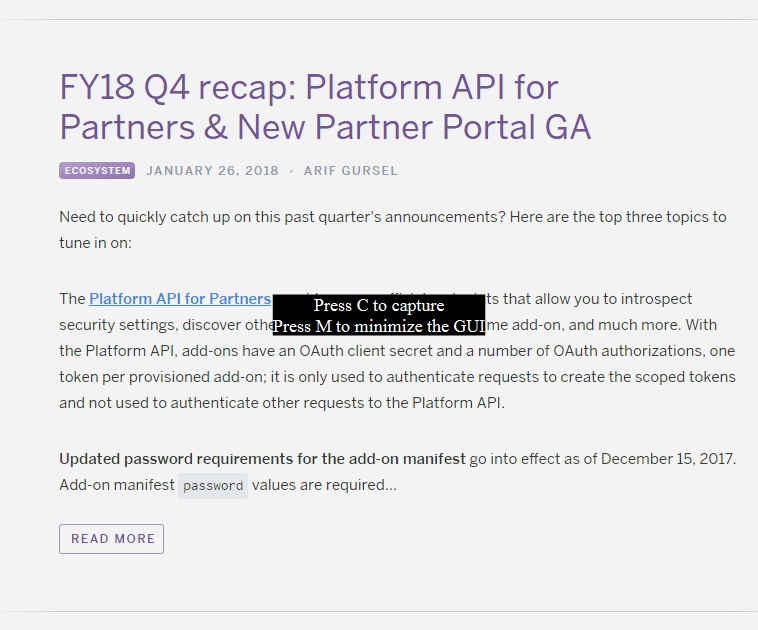 FY18 Q4 recap: Platform API for
Partners & New Partner Portal GA
ECOSYSTEM JANUARY 26, 2018 · ARIF GURSEL
Need to quickly catch up on this past quarter's announcements? Here are the top three topics to
tune in on:
The Platform API for Partners that allow you to introspect
Press C to capture
security settings, discover me add-on, and much more. With
Press M to minimize the GUI
the Platform API, add-ons have an OAuth client secret and a number of OAuth authorizations, one
token per provisioned add-on; it is only used to authenticate requests to create the scoped tokens
and not used to authenticate other requests to the Platform API.
Updated password requirements for the add-on manifest go into effect as of December 15, 2017.
Add-on manifest password values are required...
READ MORE